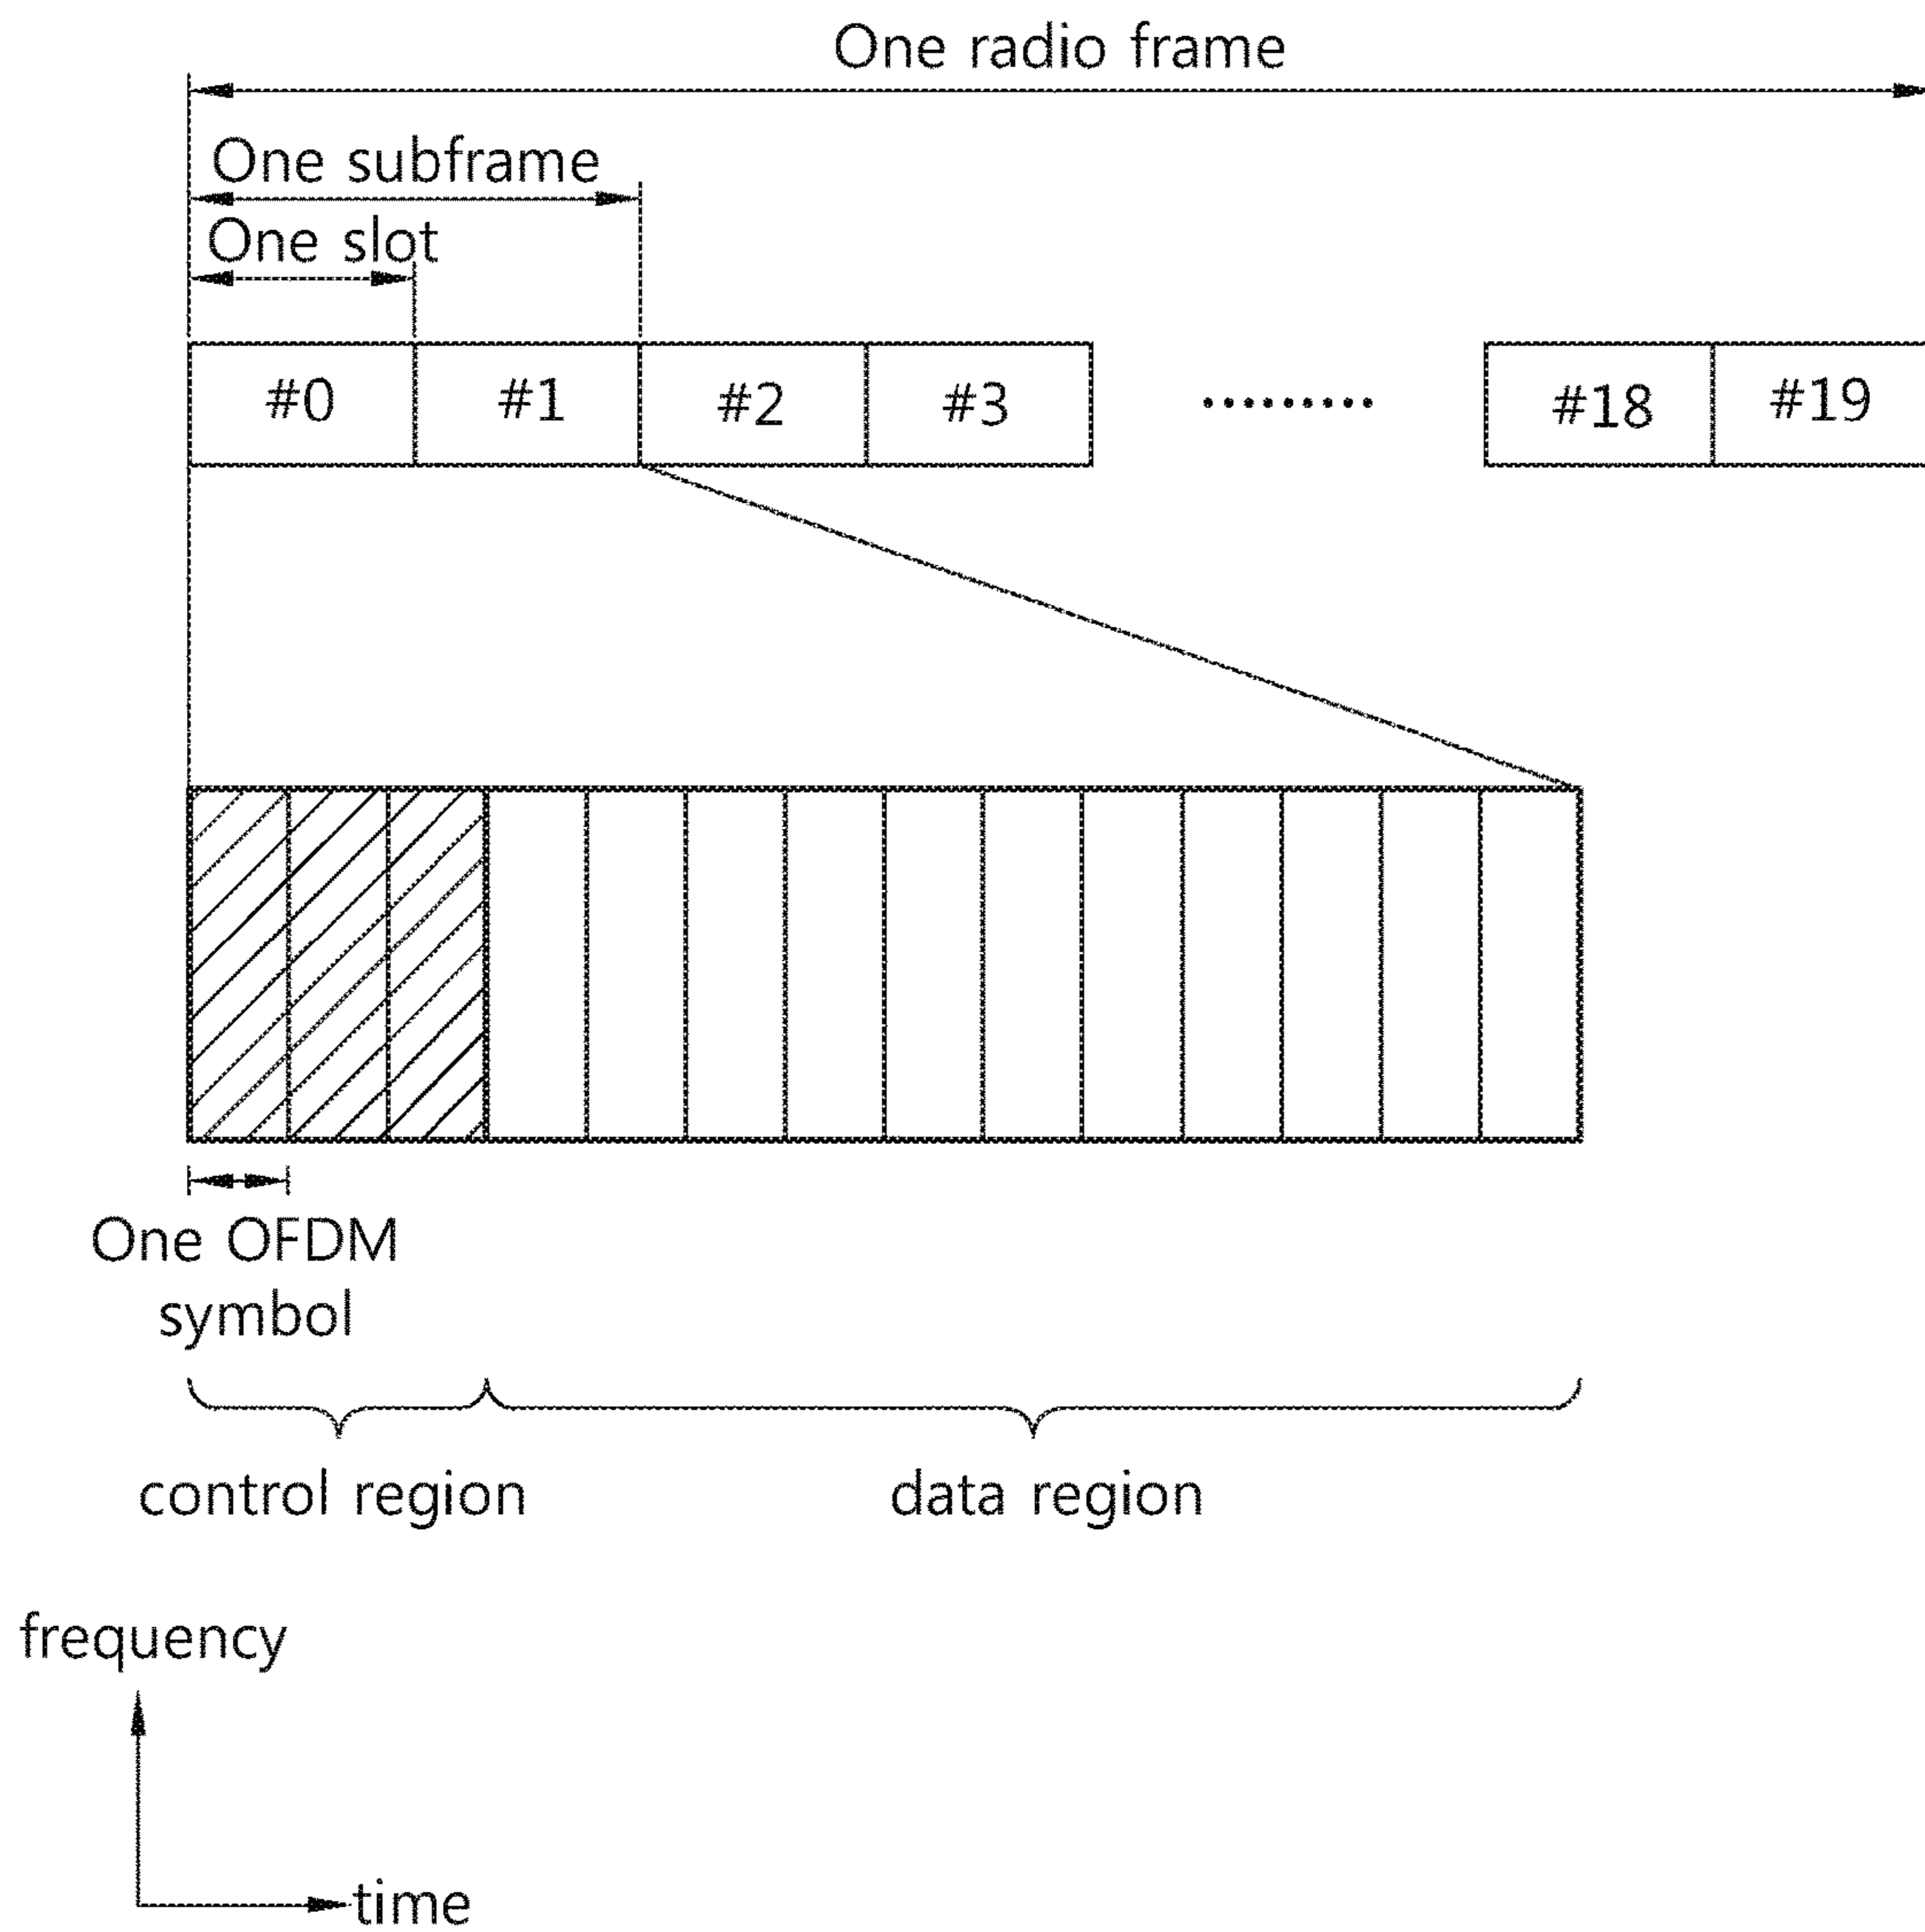 One radio frame
One subframe
One slot
#0 #1 #2 #3 ......... #18 #19
One OFDM
symbol
control region data region
frequency
time